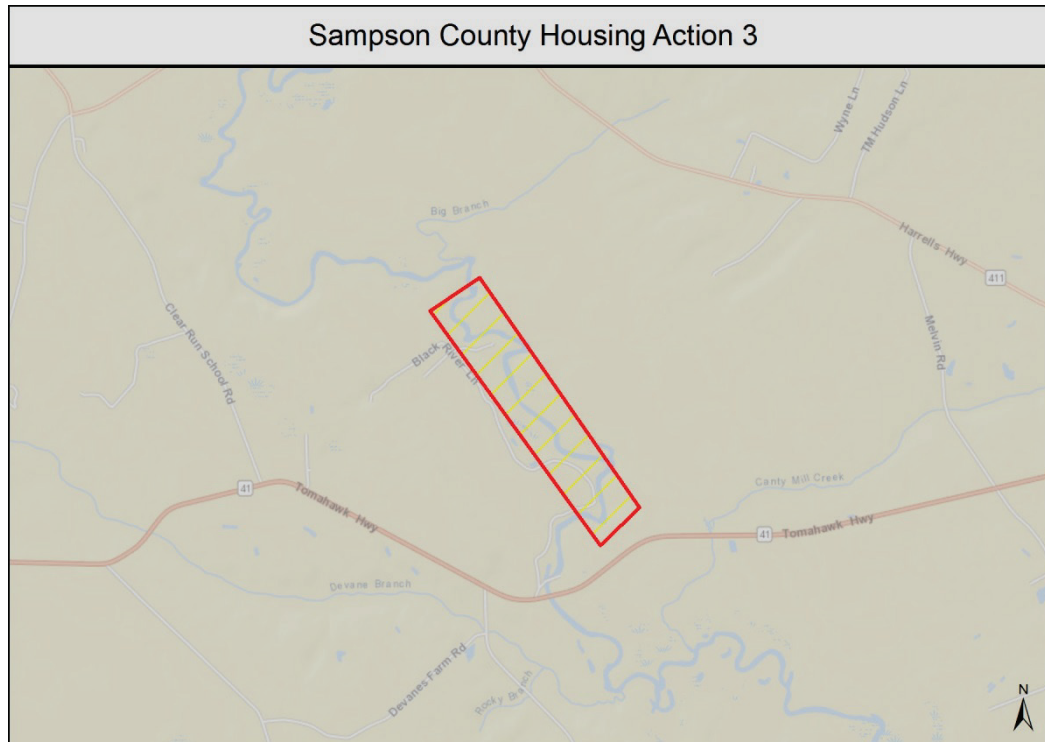 Sampson County Housing Action 3
Wyne Ln
TM Hudson Ln
Big Branch
Harrells Hwy
411
Clear Run School Rd
Black River Ln
Melvin Rd
Canty Mill Creek
41
Tomahawk Hwy
41
Tomahawk Hwy
Devane Branch
Devanes Farm Rd
Rocky Branch
N